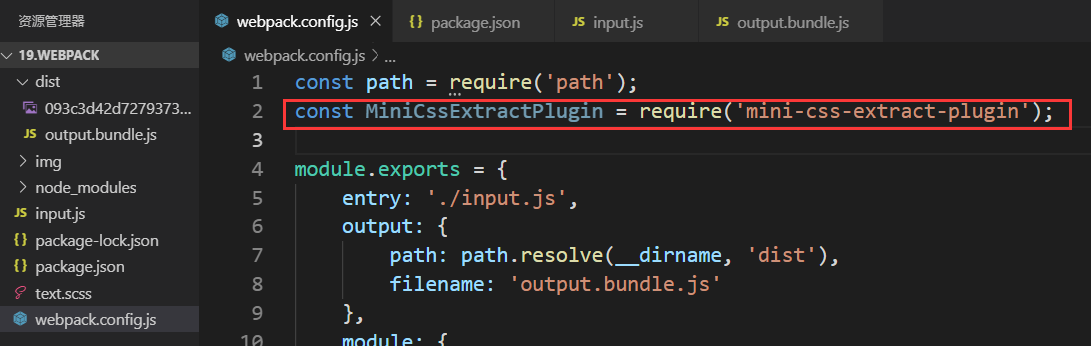 资源管理器
webpack.config.js
package.json
input.js
output.bundle.js
19.WEBPACK
dist
093c3d42d7279373...
output.bundle.js
img
node_modules
input.js
package-lock.json
package.json
text.scss
webpack.config.js
webpack.config.js > ...
1 const path = require('path');
2 const MiniCssExtractPlugin = require('mini-css-extract-plugin');
3
4 module.exports = {
5 entry: './input.js',
6 output: {
7 path: path.resolve(__dirname, 'dist'),
8 filename: 'output.bundle.js'
9 },
10 module: {